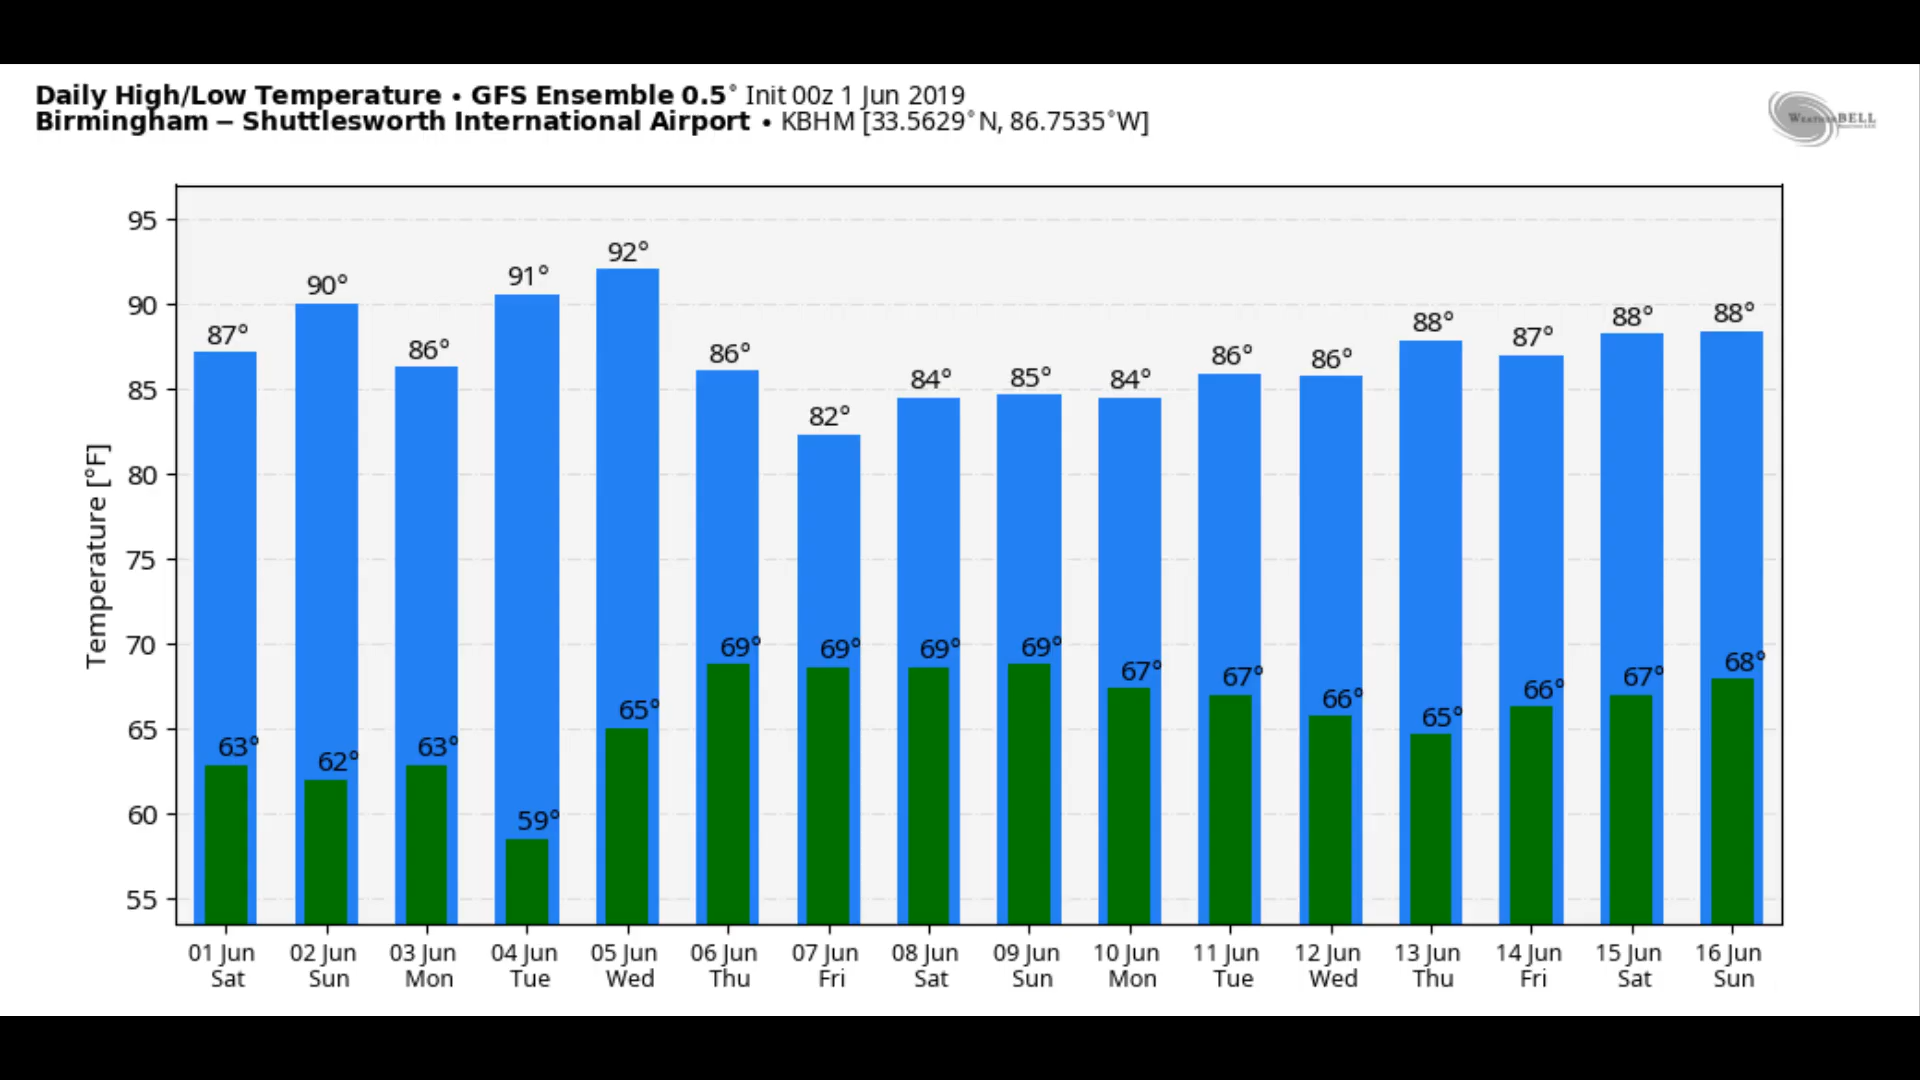 Daily High/Low Temperature • GFS Ensemble 0.5° Init 00z 1 Jun 2019
Birmingham – Shuttlesworth International Airport • KBHM [33.5629°N, 86.7535°W]
WEATHERBELL
Temperature [°F]
95
90
85
80
75
70
65
60
55
87° 90° 86° 91° 92° 86° 82° 84° 85° 84° 86° 86° 88° 87° 88° 88°
63° 62° 63° 59° 65° 69° 69° 69° 69° 67° 67° 66° 65° 66° 67° 68°
01 Jun 02 Jun 03 Jun 04 Jun 05 Jun 06 Jun 07 Jun 08 Jun 09 Jun 10 Jun 11 Jun 12 Jun 13 Jun 14 Jun 15 Jun 16 Jun
Sat Sun Mon Tue Wed Thu Fri Sat Sun Mon Tue Wed Thu Fri Sat Sun